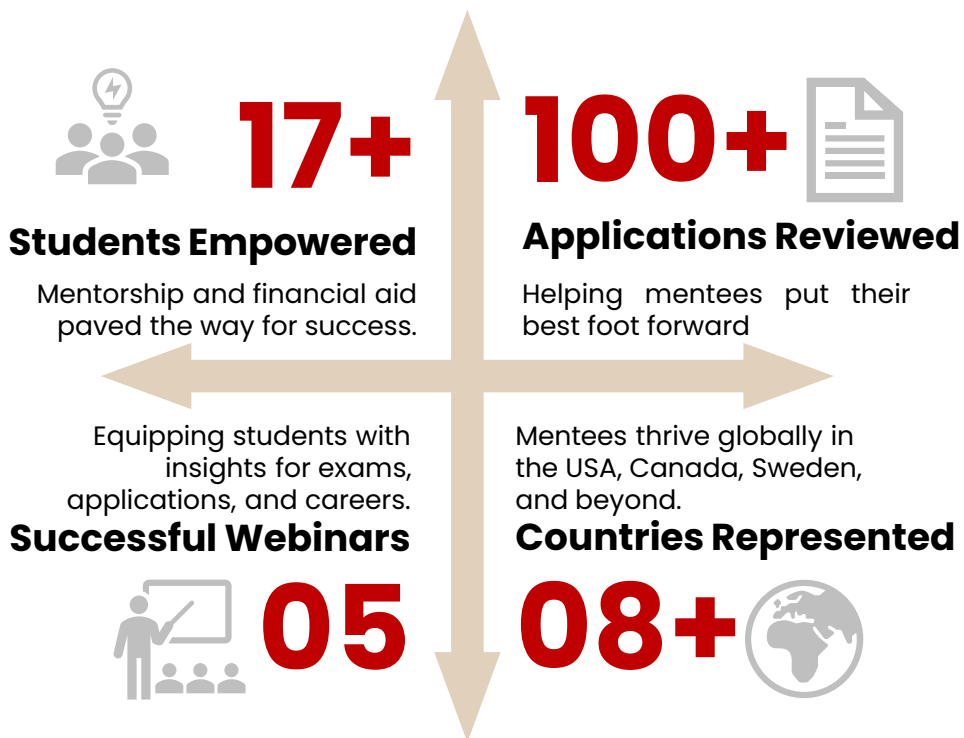 17+
Students Empowered
Mentorship and financial aid
paved the way for success.
100+
Applications Reviewed
Helping mentees put their
best foot forward
Equipping students with
insights for exams,
applications, and careers.
Successful Webinars
05
Mentees thrive globally in
the USA, Canada, Sweden,
and beyond.
Countries Represented
08+